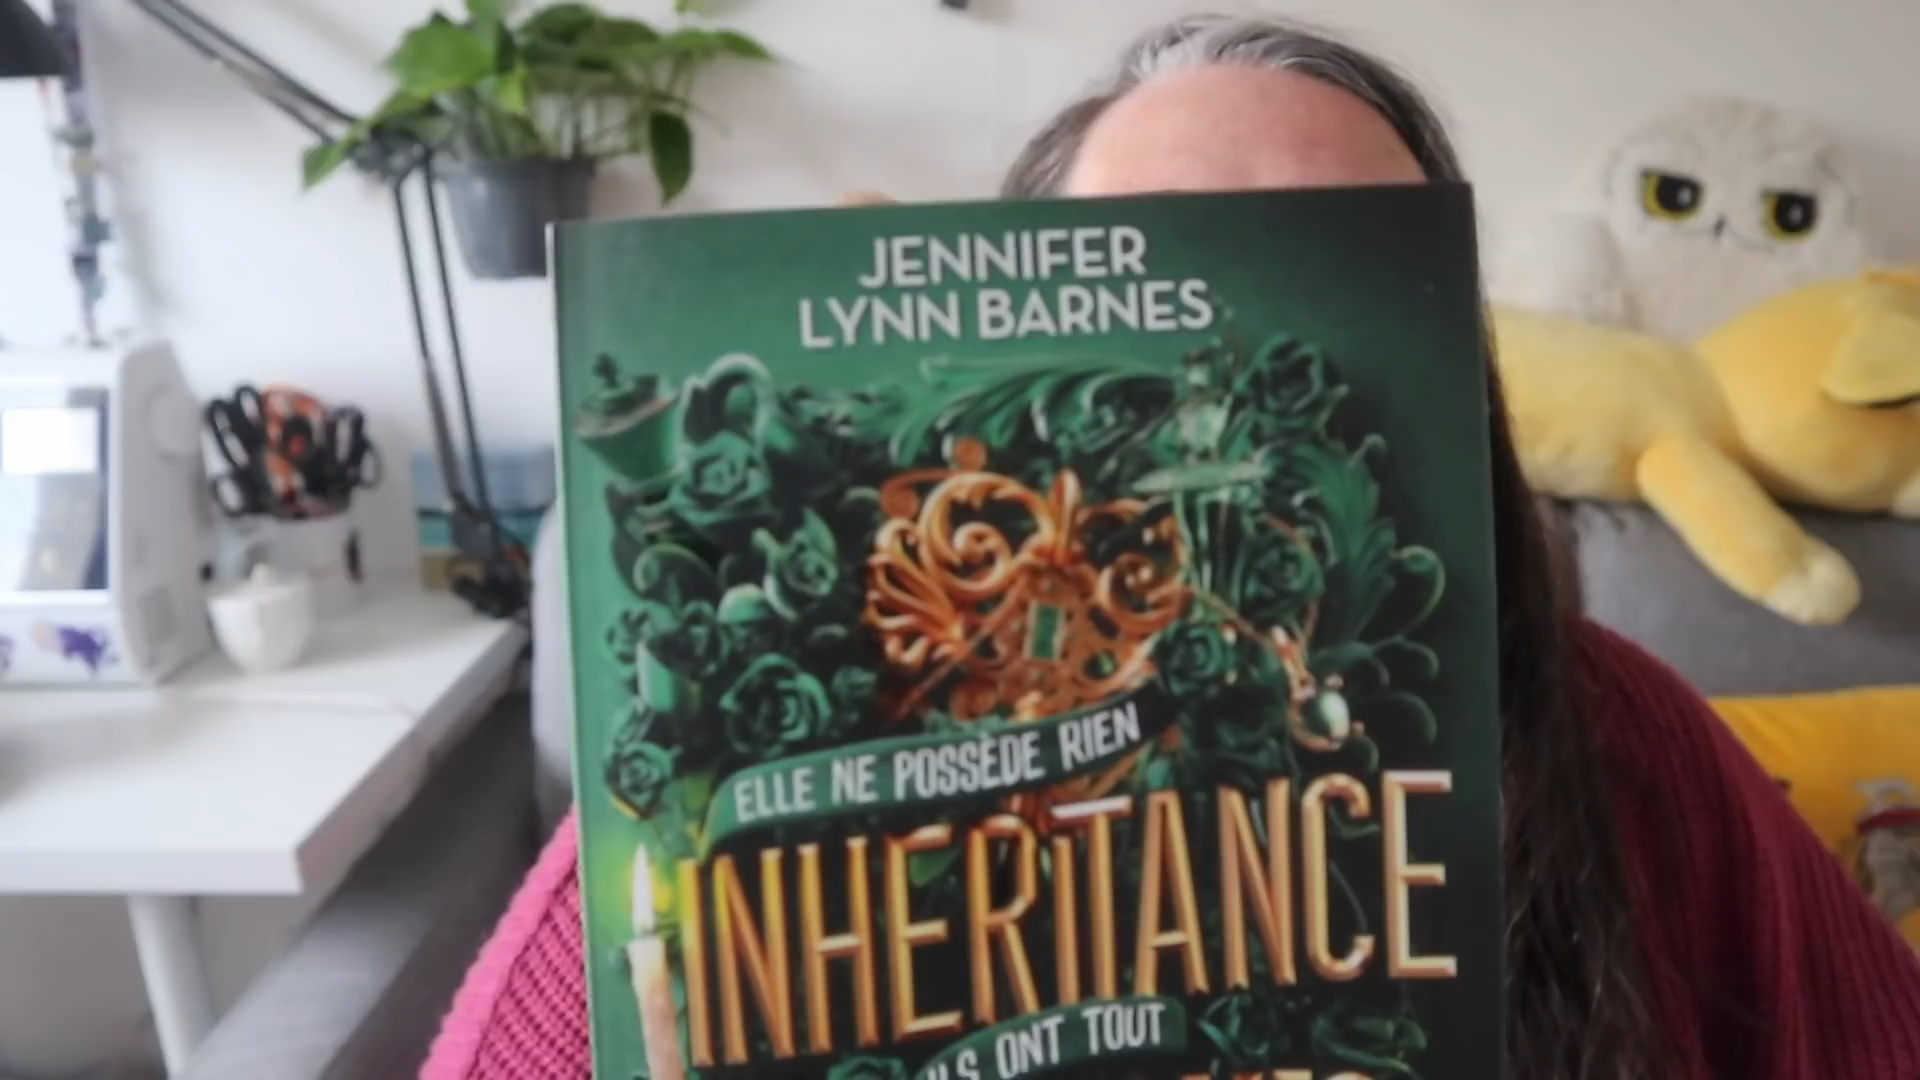 JENNIFER
LYNN BARNES
ELLE NE POSSÈDE RIEN
INHERITANCE
ILS ONT TOUT